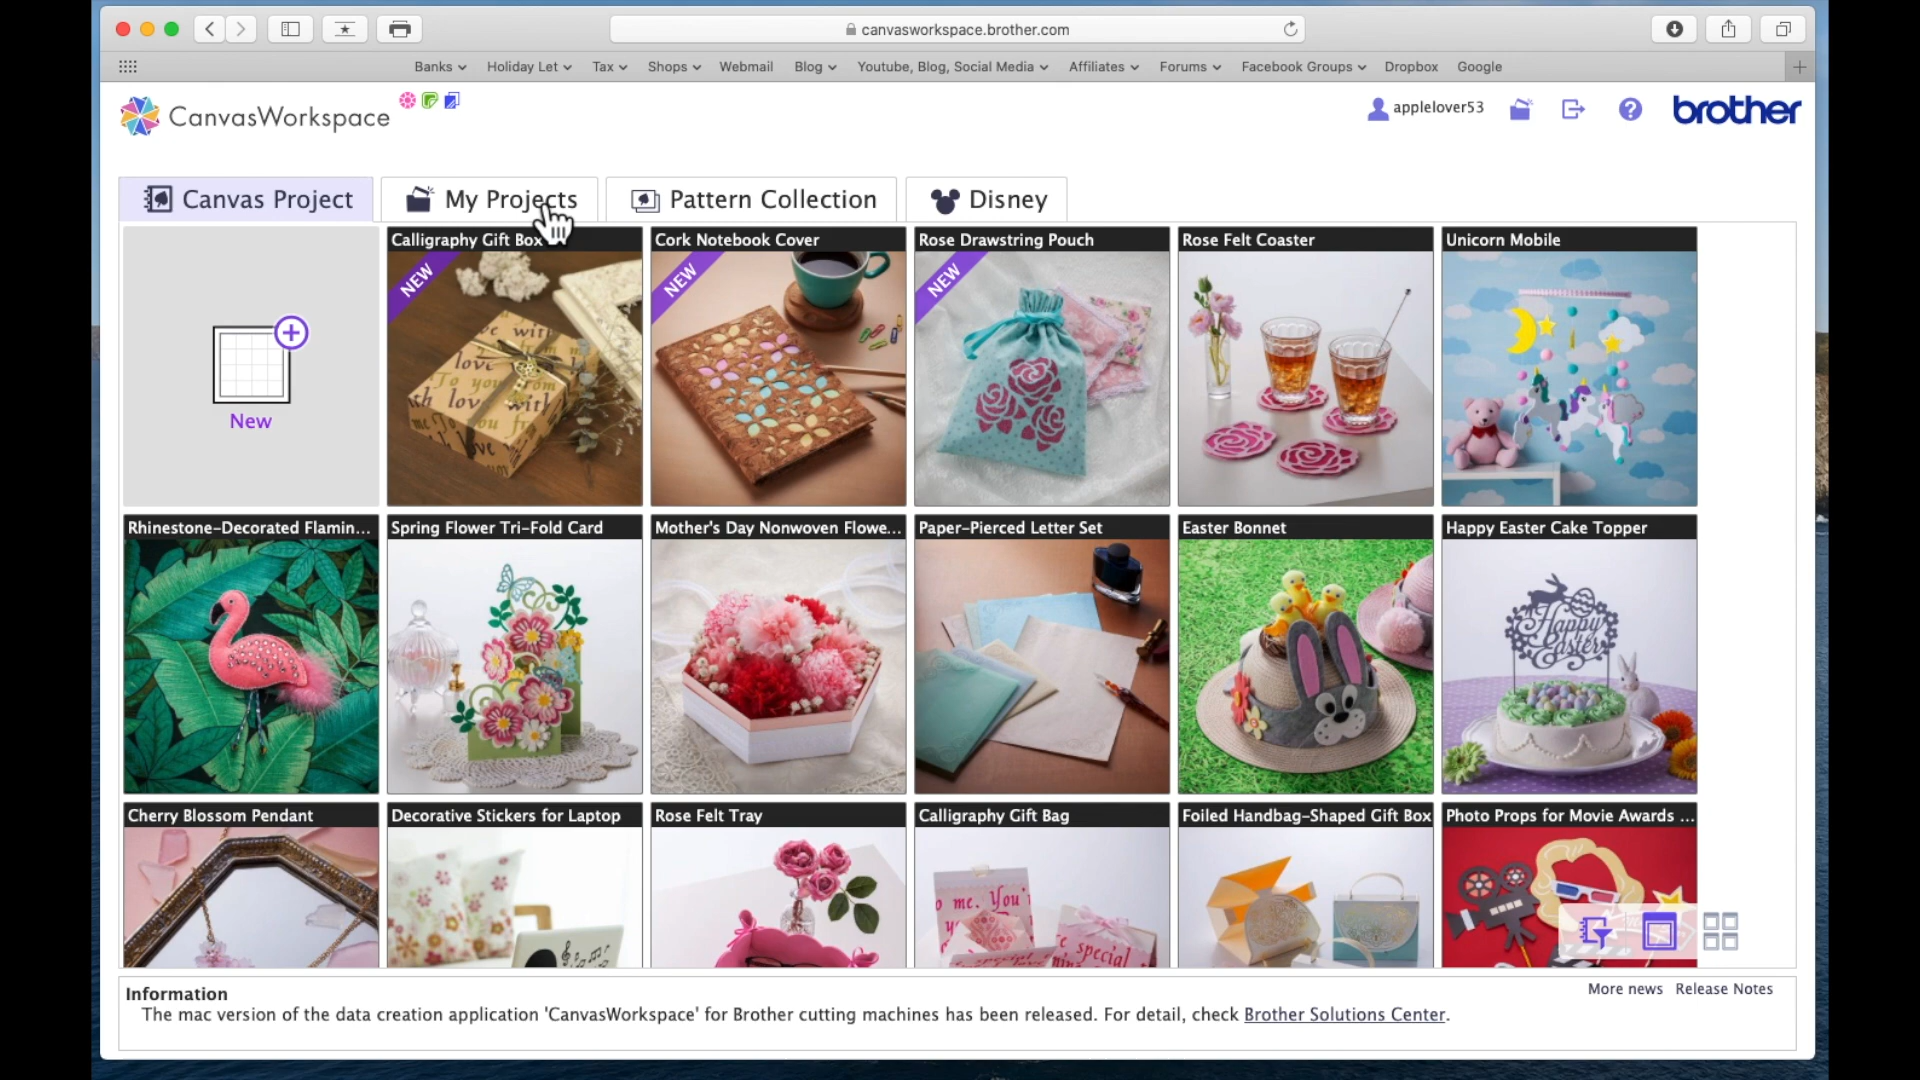 canvasworkspace.brother.com
Banks Holiday Let Tax Shops Webmail Blog Youtube, Blog, Social Media Affiliates Forums Facebook Groups Dropbox Google
CanvasWorkspace
applelover53
brother
Canvas Project My Projects Pattern Collection Disney
New
Calligraphy Gift Box
NEW
Cork Notebook Cover
NEW
Rose Drawstring Pouch
NEW
Rose Felt Coaster
Unicorn Mobile
Rhinestone-Decorated Flamin...
Spring Flower Tri-Fold Card
Mother's Day Nonwoven Flowe...
Paper-Pierced Letter Set
Easter Bonnet
Happy Easter Cake Topper
Happy
Easter
Cherry Blossom Pendant
Decorative Stickers for Laptop
Rose Felt Tray
Calligraphy Gift Bag
Foiled Handbag-Shaped Gift Box
Photo Props for Movie Awards ...
Information
More news Release Notes
The mac version of the data creation application 'CanvasWorkspace' for Brother cutting machines has been released. For detail, check Brother Solutions Center.